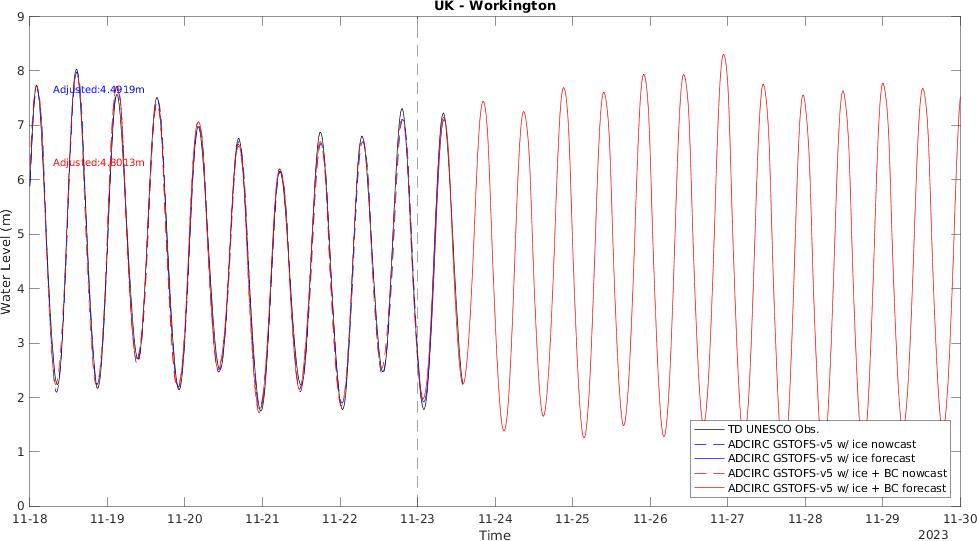 UK - Workington
9
8
7
6
5
4
3
2
1
0
Water Level (m)
Adjusted:4.4919m
Adjusted:4.8013m
TD UNESCO Obs.
ADCIRC GSTOFS-v5 w/ ice nowcast
ADCIRC GSTOFS-v5 w/ ice forecast
ADCIRC GSTOFS-v5 w/ ice + BC nowcast
ADCIRC GSTOFS-v5 w/ ice + BC forecast
11-18 11-19 11-20 11-21 11-22 11-23 11-24 11-25 11-26 11-27 11-28 11-29 11-30
Time
2023